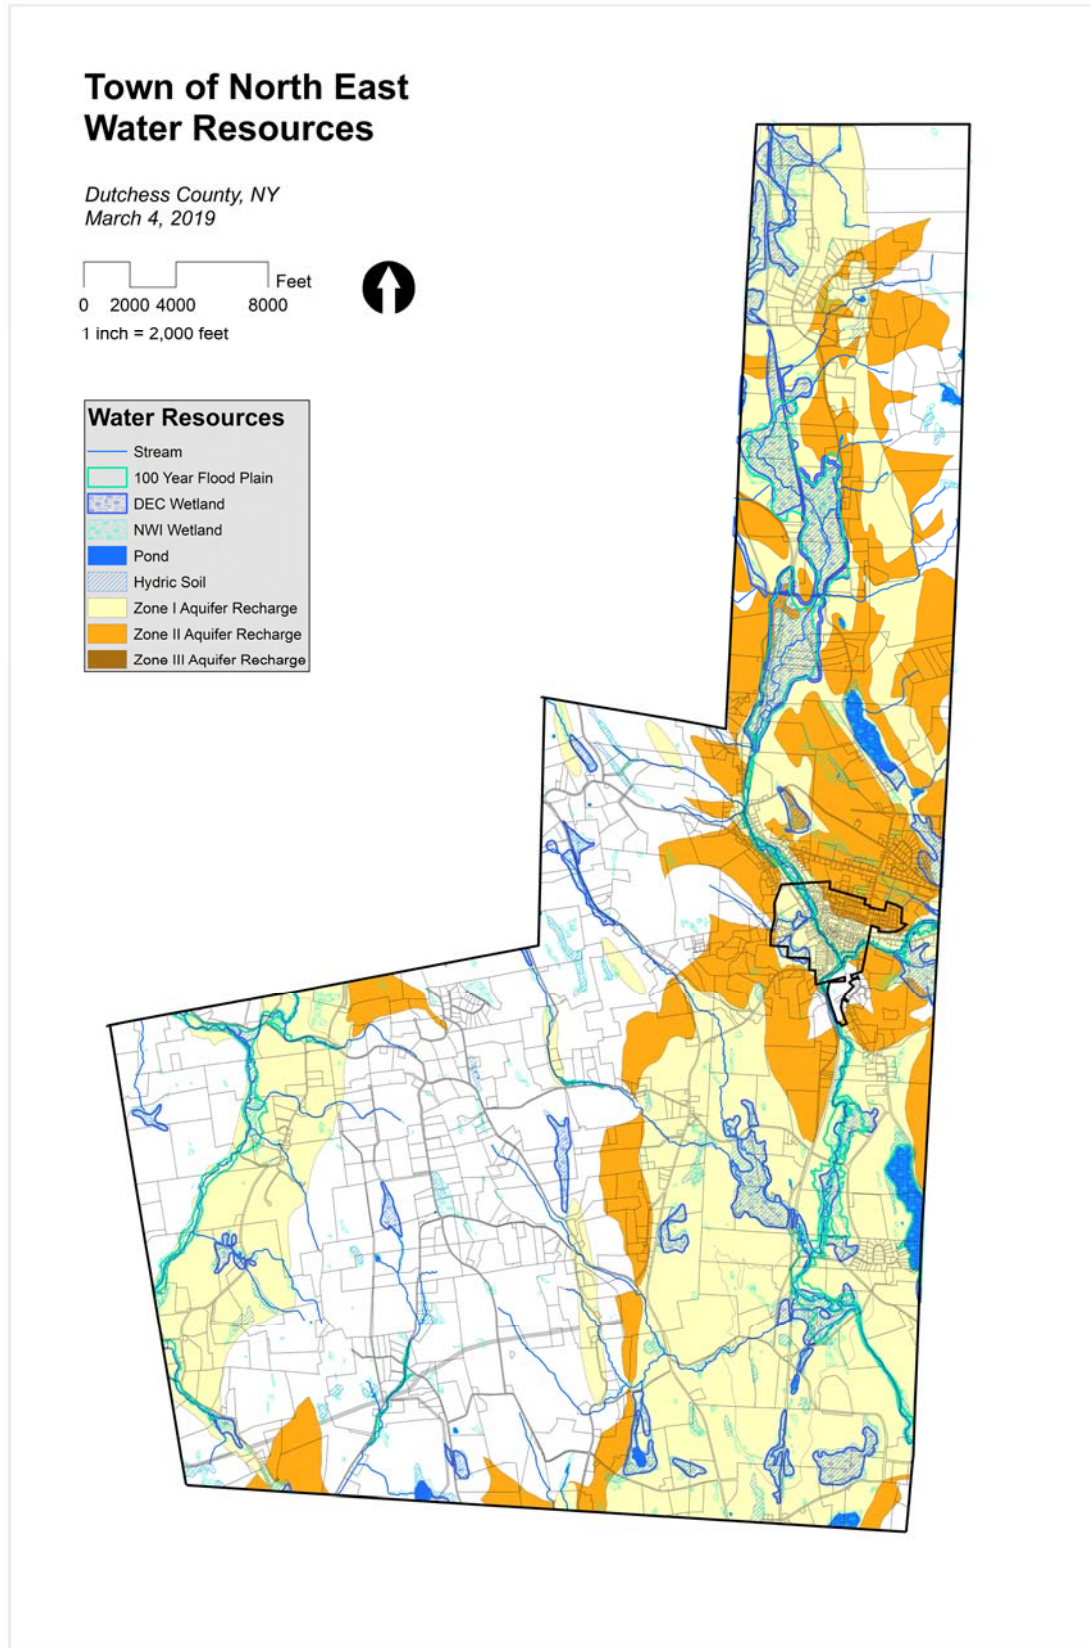 Town of North East
Water Resources
Dutchess County, NY
March 4, 2019
Feet
0 2000 4000 8000
1 inch = 2,000 feet
Water Resources
Stream
100 Year Flood Plain
DEC Wetland
NWI Wetland
Pond
Hydric Soil
Zone I Aquifer Recharge
Zone II Aquifer Recharge
Zone III Aquifer Recharge